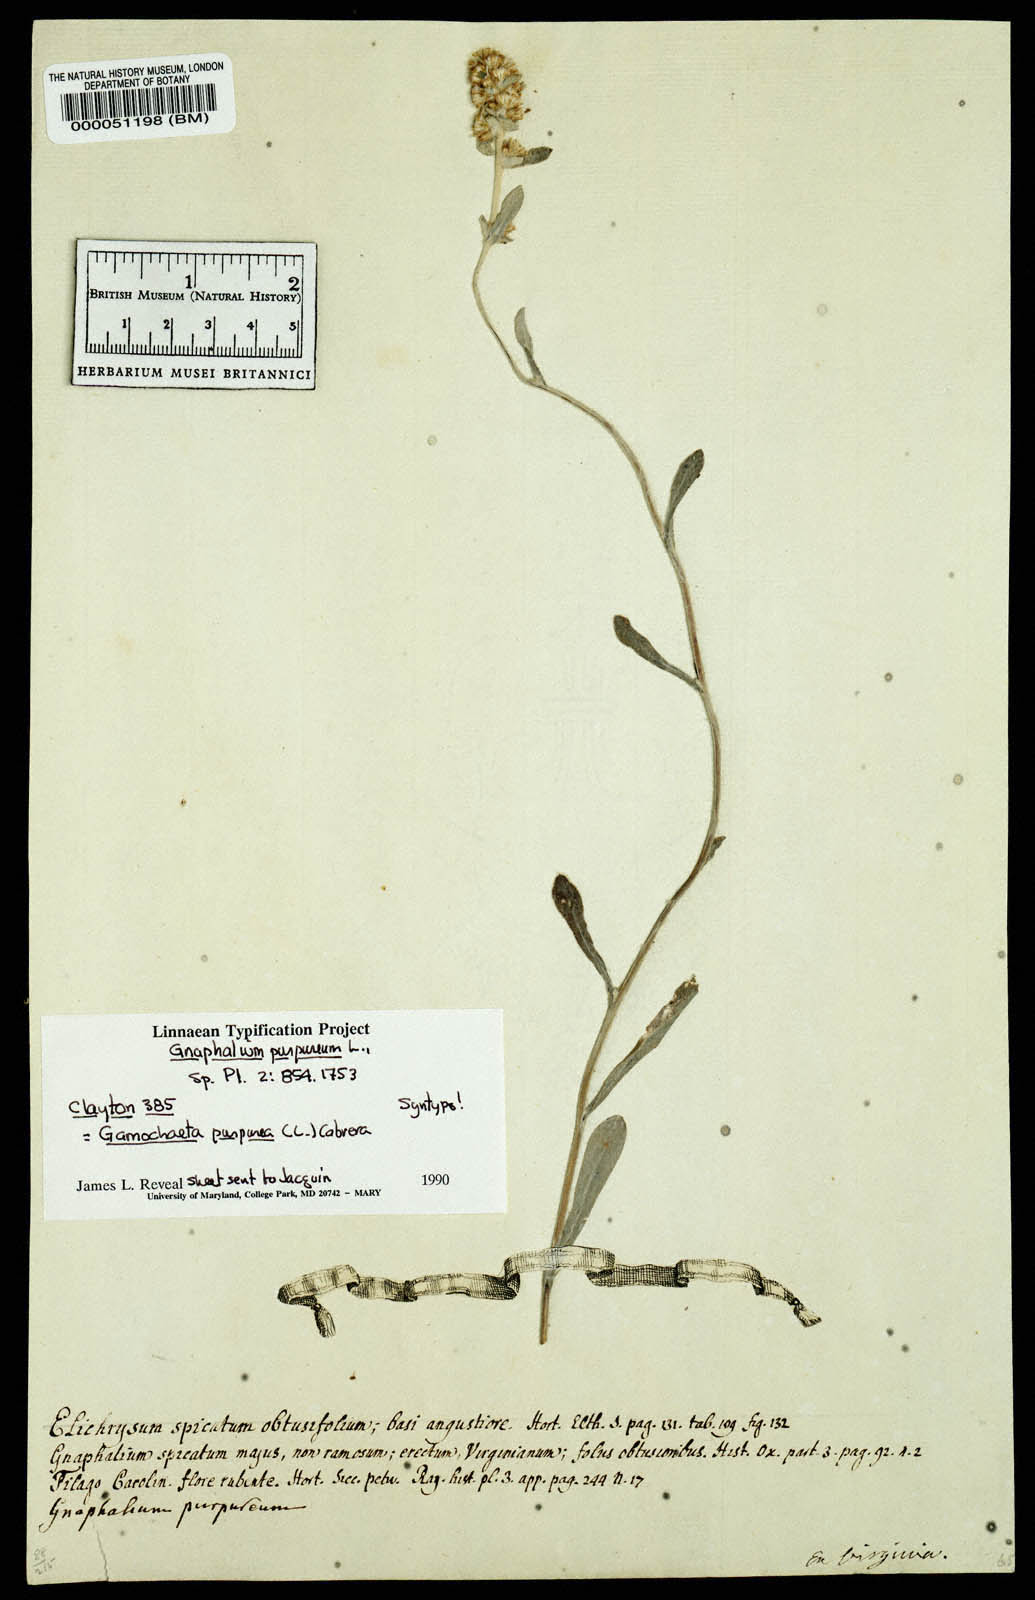 THE NATURAL HISTORY MUSEUM, LONDON
DEPARTMENT OF BOTANY
000051198 (BM)
1 2
BRITISH MUSEUM (NATURAL HISTORY)
1 2 3 4 5
HERBARIUM MUSEI BRITANNICI
Linnaean Typification Project
Gnaphalium purpureum L.,
Sp. Pl. 2: 854. 1753
Clayton 385 Syntype!
= Gamochaeta purpurea (L.) Cabrera
James L. Reveal sheet sent to Jacquin 1990
University of Maryland, College Park, MD 20742 – MARY
Elichrysum spicatum obtusifolium; basi angustiore. Hort. Elth. I. pag. 131. tab. 109 fig. 132
Gnaphalium spicatum majus, non ramosum; erectum, Virginianum; foliis obtusioribus. Hist. Ox. part. 3. pag. 92. n. 2
Filago Carolin. flore rubente. Hort. Sicc. petiv. Raj. hist. pl. 3. app. pag. 244 n. 17
Gnaphalium purpureum
Ex Virginia.